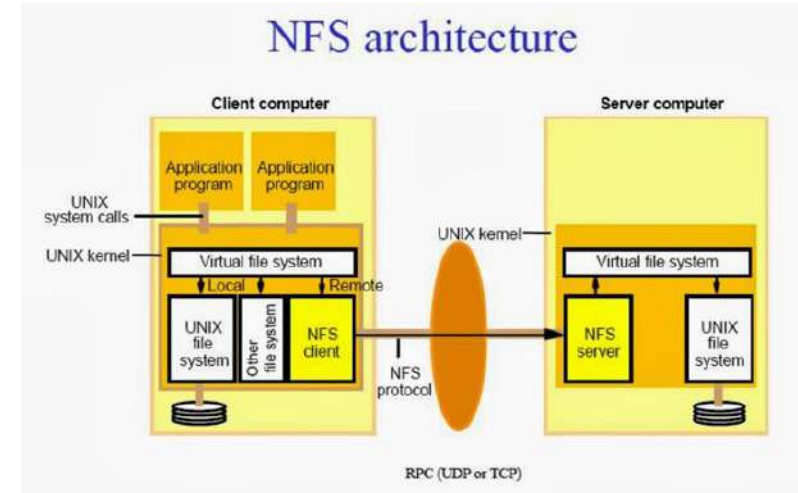 NFS architecture
Client computer
Server computer
Application
program
Application
program
UNIX
system calls
UNIX kernel
Virtual file system
Local
Remote
UNIX
file
system
Other
file system
NFS
client
NFS
protocol
UNIX kernel
Virtual file system
NFS
server
UNIX
file
system
RPC (UDP or TCP)